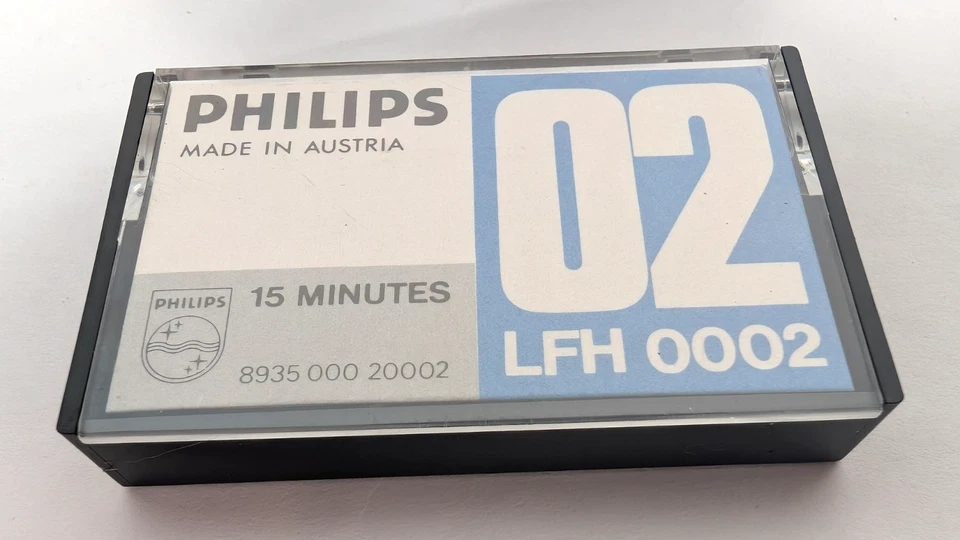 PHILIPS
MADE IN AUSTRIA
02
LFH 0002
PHILIPS
15 MINUTES
8935 000 20002